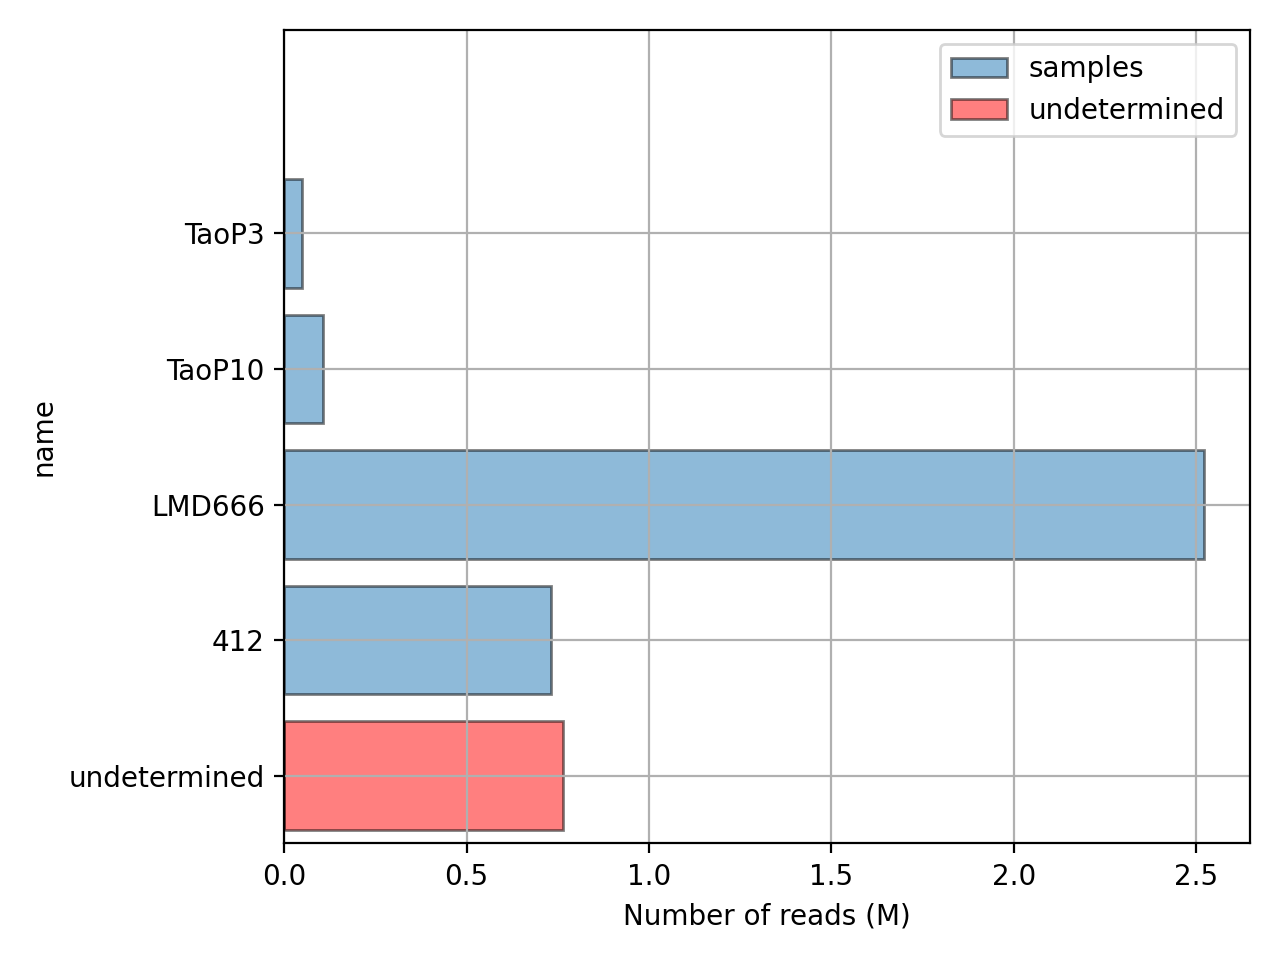 samples
undetermined
TaoP3
TaoP10
name
LMD666
412
undetermined
0.0 0.5 1.0 1.5 2.0 2.5
Number of reads (M)